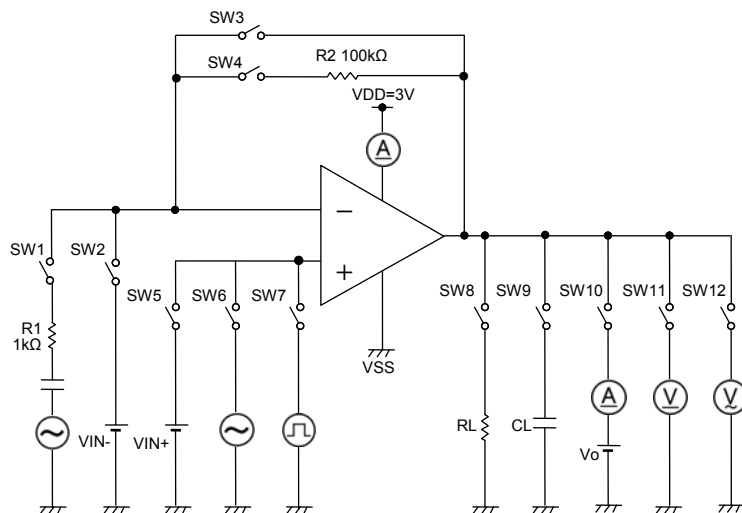 SW3
SW4
R2 100kΩ
VDD=3V
A
SW1
SW2
−
+
SW5
SW6
SW7
SW8
SW9
SW10
SW11
SW12
R1
1kΩ
VSS
A
V
V
VIN-
VIN+
RL
CL
Vo